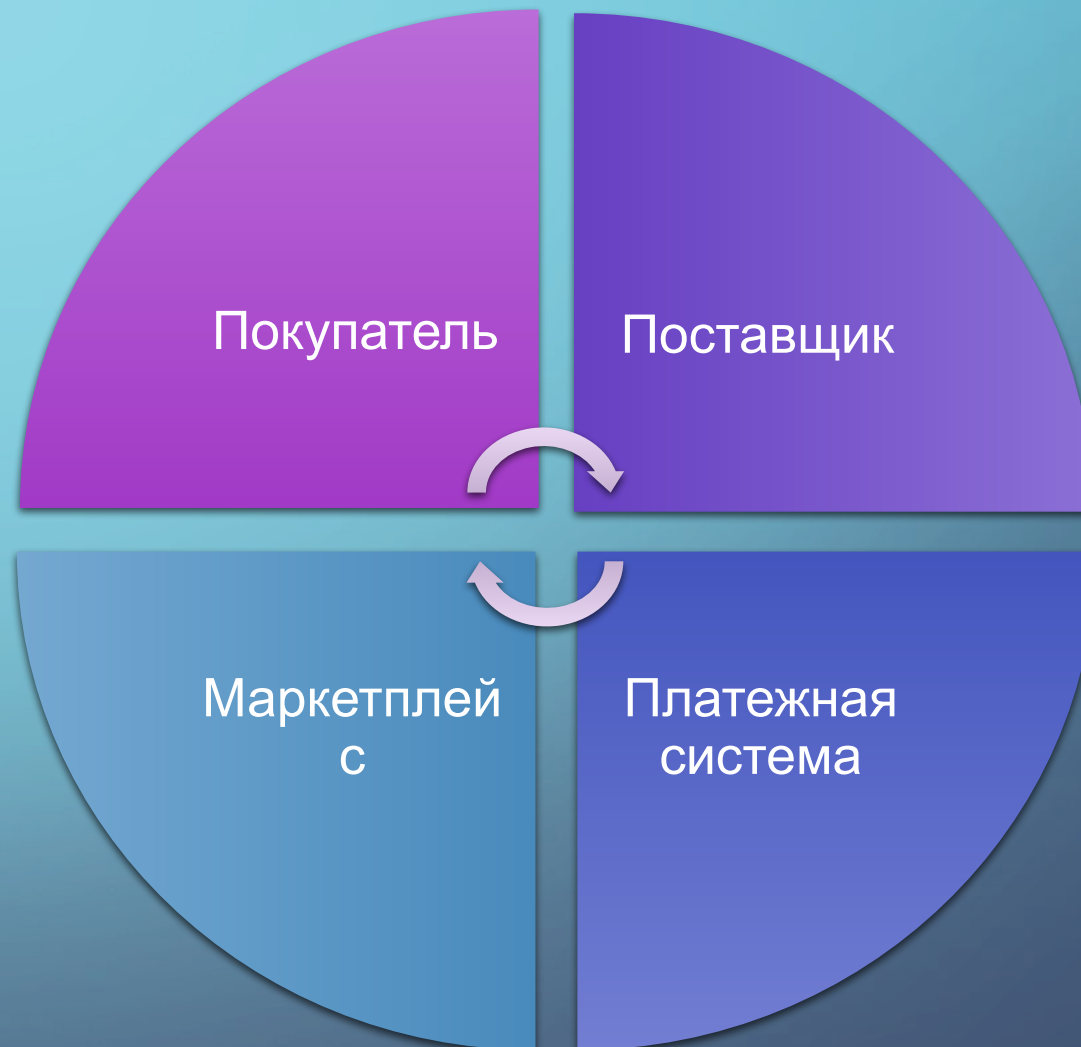 Покупатель
Поставщик
Маркетплей
с
Платежная
система